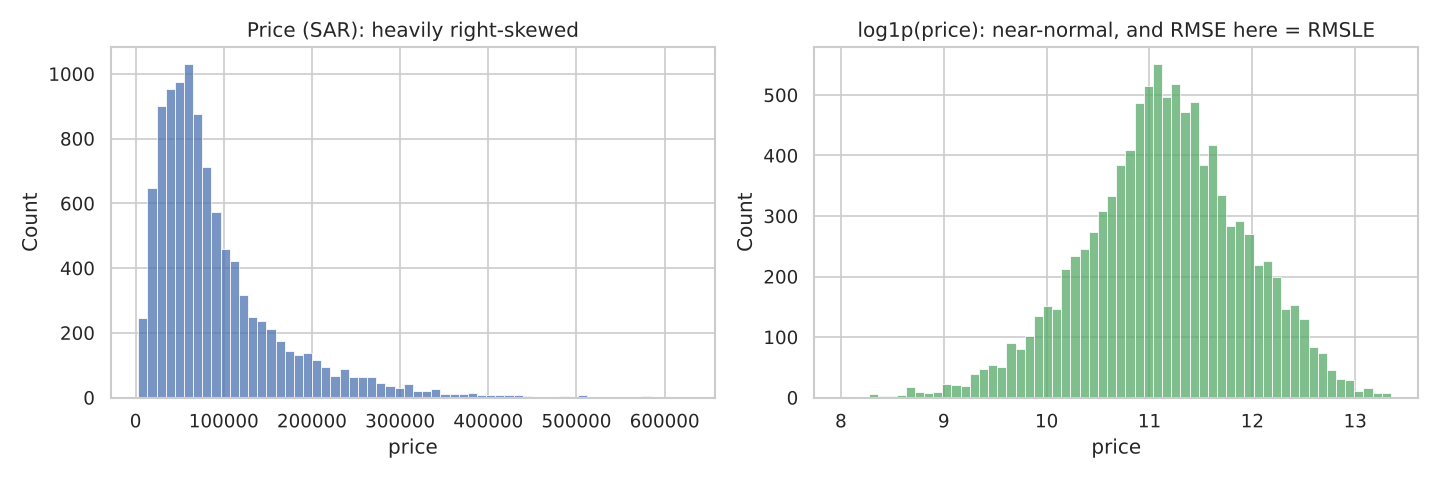 Price (SAR): heavily right-skewed
1000
800
600
400
200
0
Count
0 100000 200000 300000 400000 500000 600000
price
log1p(price): near-normal, and RMSE here = RMSLE
500
400
300
200
100
0
Count
8 9 10 11 12 13
price